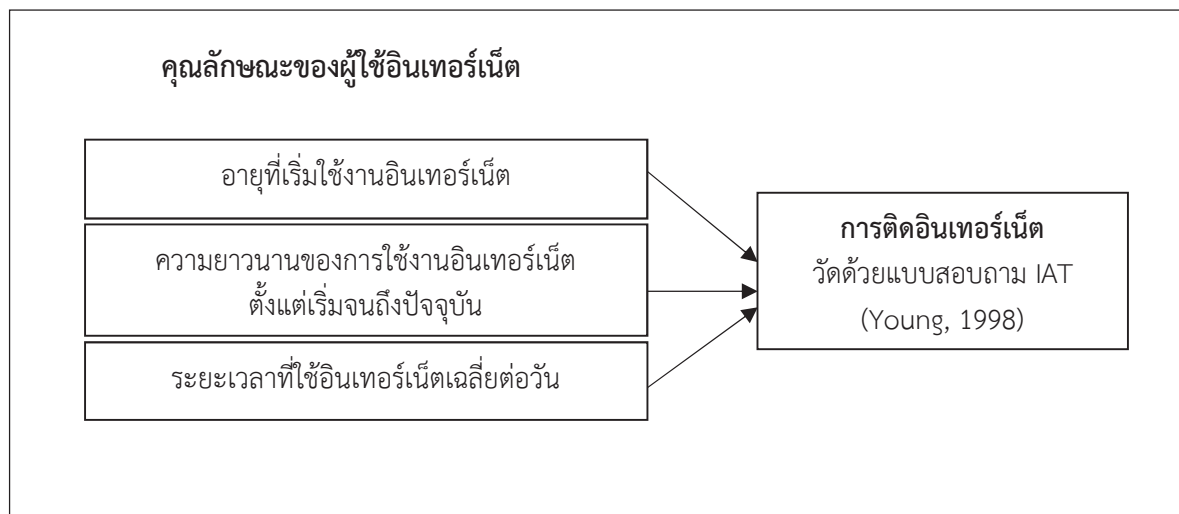 คุณลักษณะของผู้ใช้อินเทอร์เน็ต
อายุที่เริ่มใช้งานอินเทอร์เน็ต
ความยาวนานของการใช้งานอินเทอร์เน็ต
ตั้งแต่เริ่มจนถึงปัจจุบัน
ระยะเวลาที่ใช้อินเทอร์เน็ตเฉลี่ยต่อวัน
การติดอินเทอร์เน็ต
วัดด้วยแบบสอบถาม IAT
(Young, 1998)